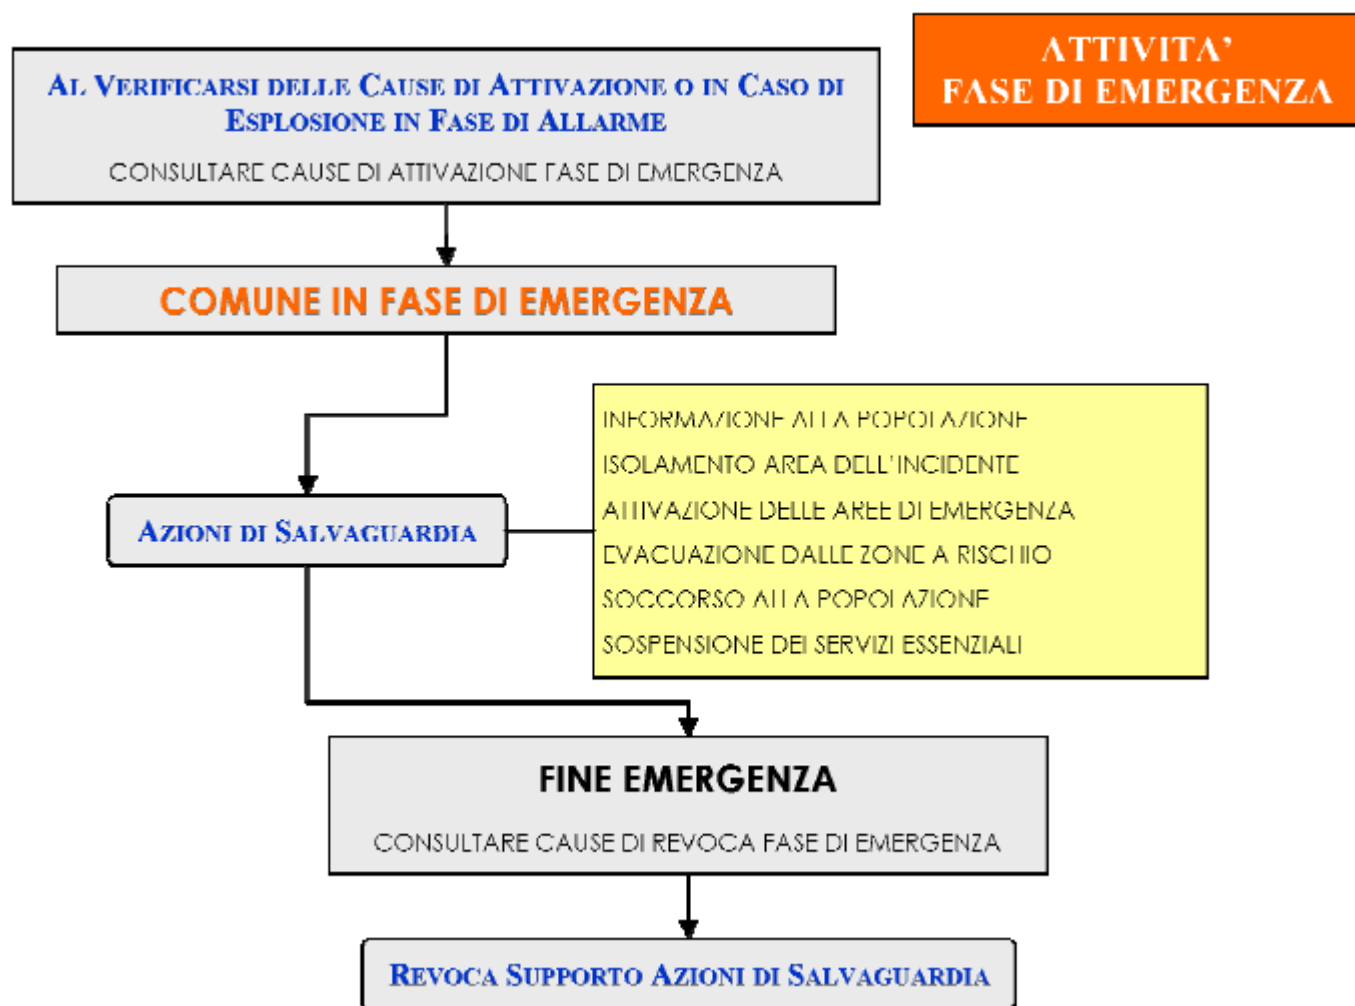 ATTIVITA'
FASE DI EMERGENZA
AL VERIFICARSI DELLE CAUSE DI ATTIVAZIONE O IN CASO DI
ESPLOSIONE IN FASE DI ALLARME
CONSULTARE CAUSE DI ATTIVAZIONE FASE DI EMERGENZA
COMUNE IN FASE DI EMERGENZA
INFORMAZIONE ALLA POPOLAZIONE
ISOLAMENTO AREA DELL'INCIDENTE
ATTIVAZIONE DELLE AREE DI EMERGENZA
EVACUAZIONE DALLE ZONE A RISCHIO
SOCCORSO ALLA POPOLAZIONE
SOSPENSIONE DEI SERVIZI ESSENZIALI
AZIONI DI SALVAGUARDIA
FINE EMERGENZA
CONSULTARE CAUSE DI REVOCA FASE DI EMERGENZA
REVOCA SUPPORTO AZIONI DI SALVAGUARDIA